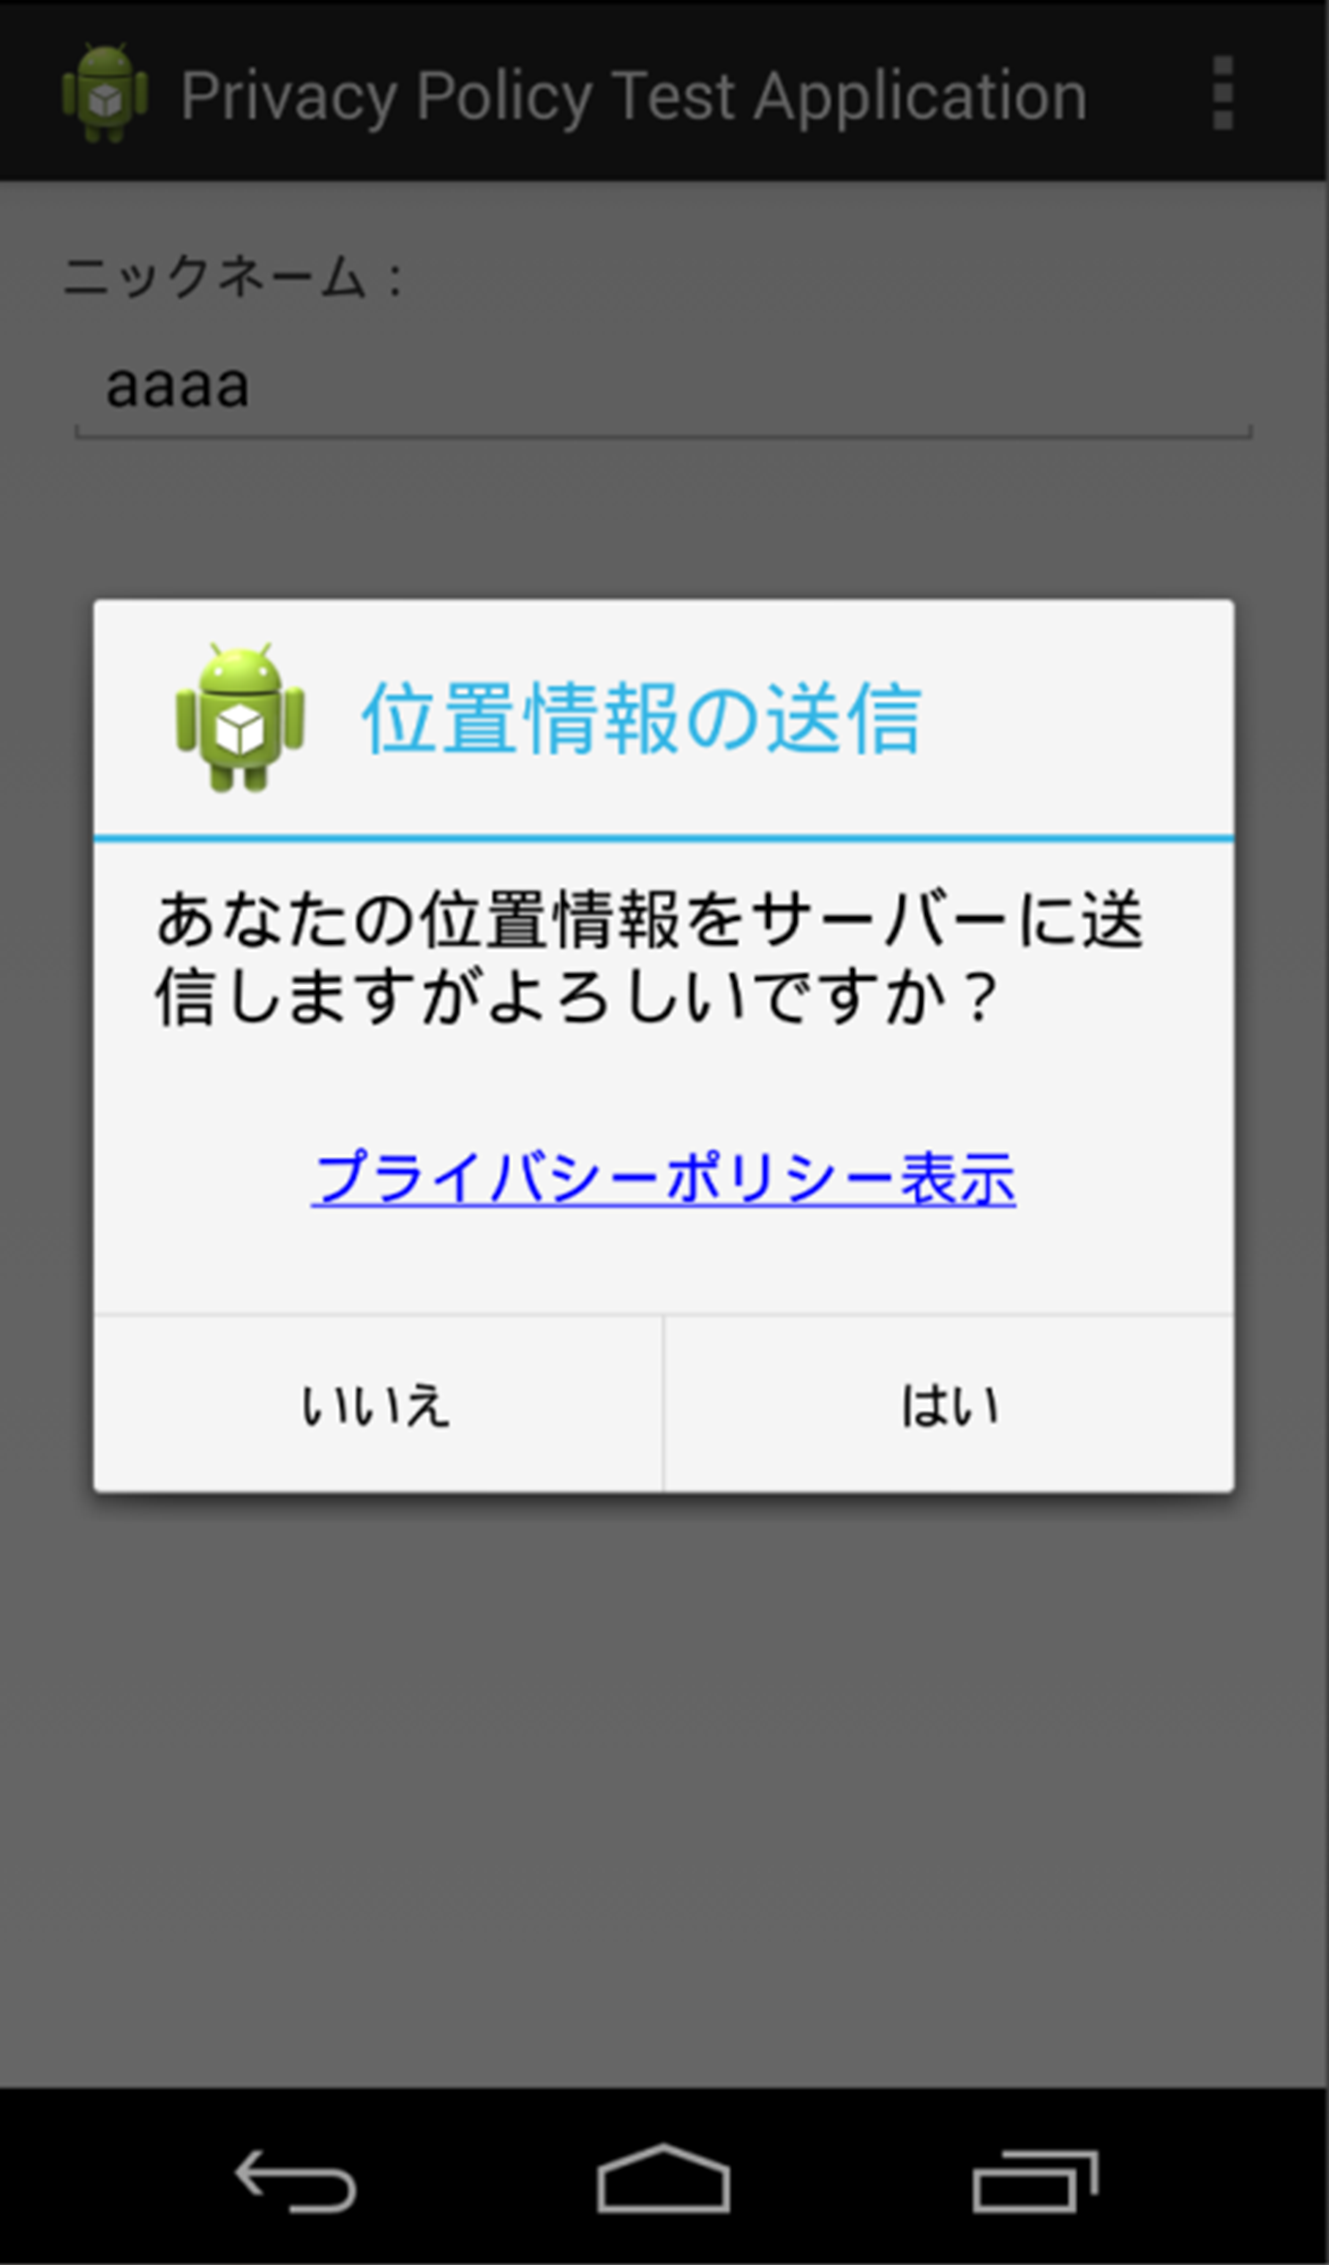 Privacy Policy Test Application
ニックネーム：
aaaa
位置情報の送信
あなたの位置情報をサーバーに送
信しますがよろしいですか？
プライバシーポリシー表示
いいえ
はい